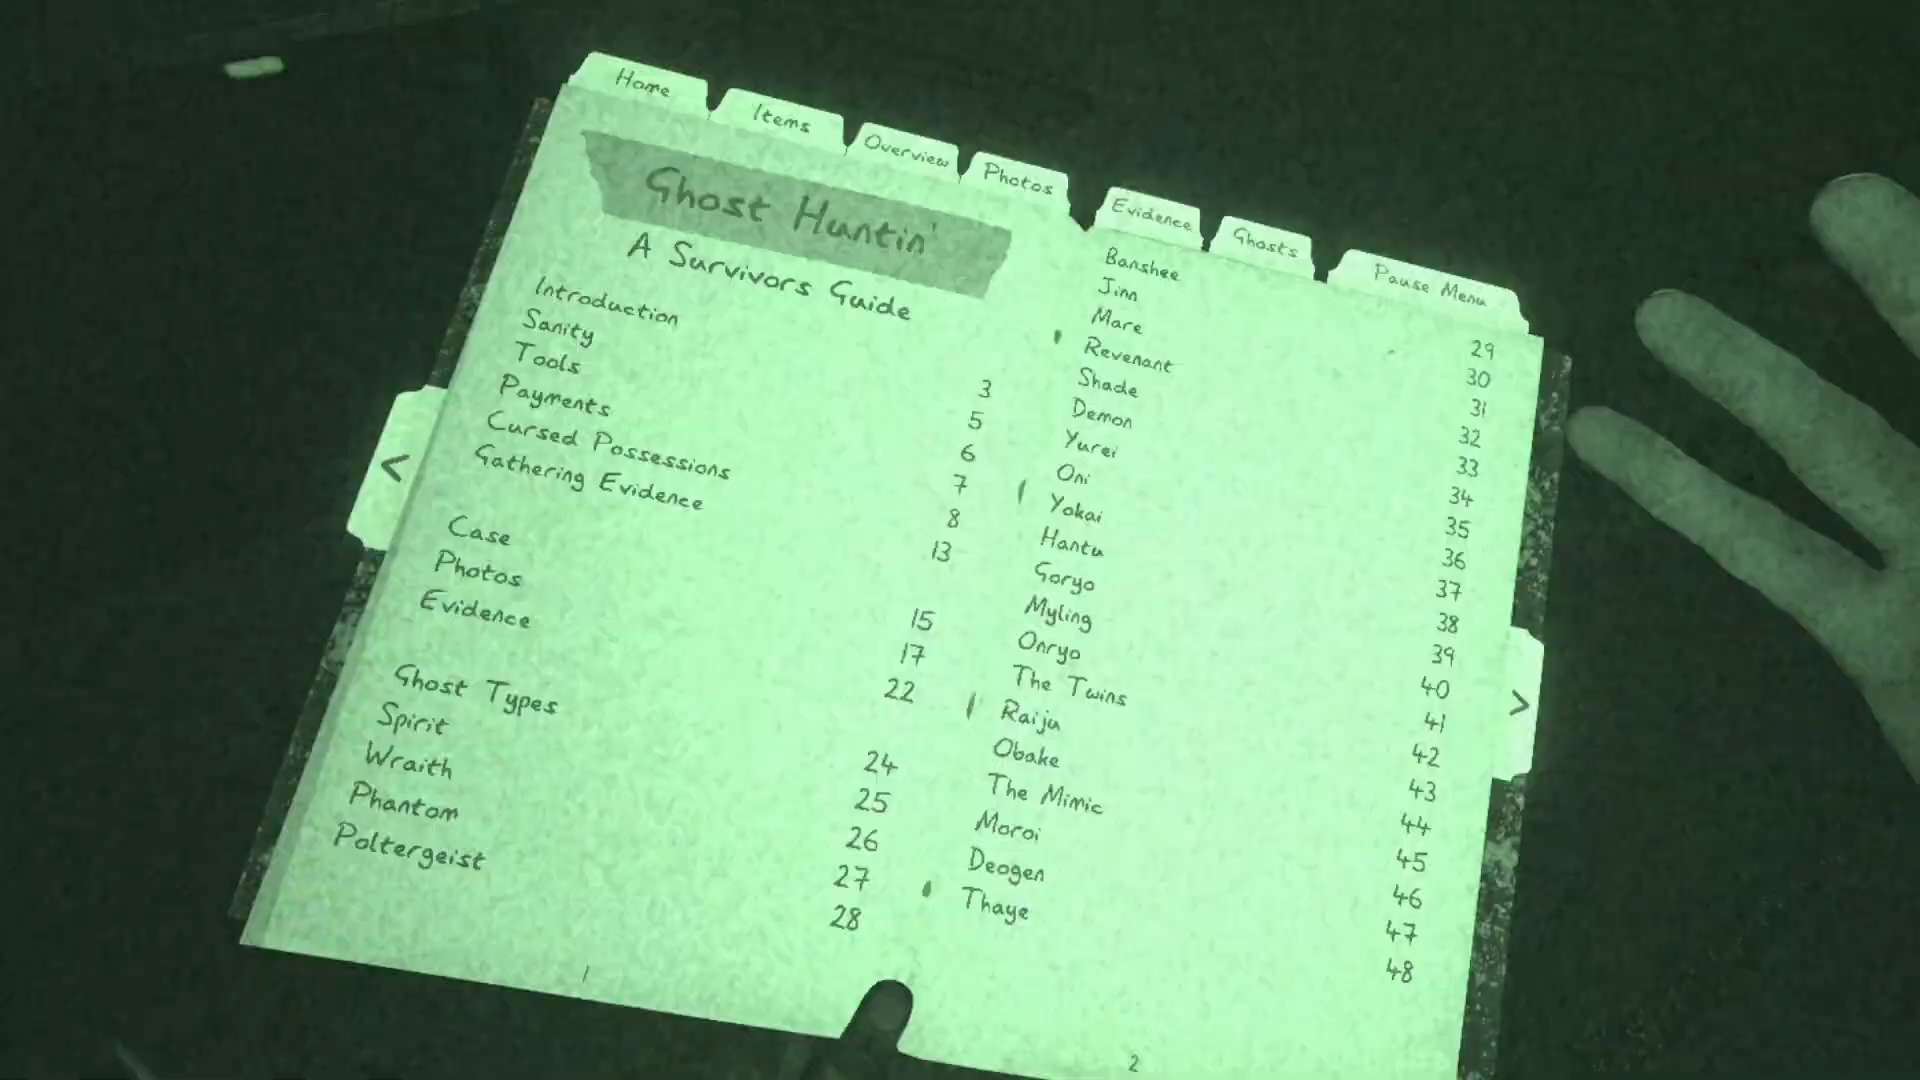 Home
Items
Overview
Photos
Evidence
Ghosts
Pause Menu
Ghost Huntin'
A Survivors Guide
Introduction 3
Sanity 5
Tools 6
Payments 7
Cursed Possessions 8
Gathering Evidence 13
Case 15
Photos 17
Evidence 22
Ghost Types 24
Spirit 25
Wraith 26
Phantom 27
Poltergeist 28
1
Banshee 29
Jinn 30
Mare 31
Revenant 32
Shade 33
Demon 34
Yurei 35
Oni 36
Yokai 37
Hantu 38
Goryo 39
Myling 40
Onryo 41
The Twins 42
Raiju 43
Obake 44
The Mimic 45
Moroi 46
Deogen 47
Thaye 48
2
<
>